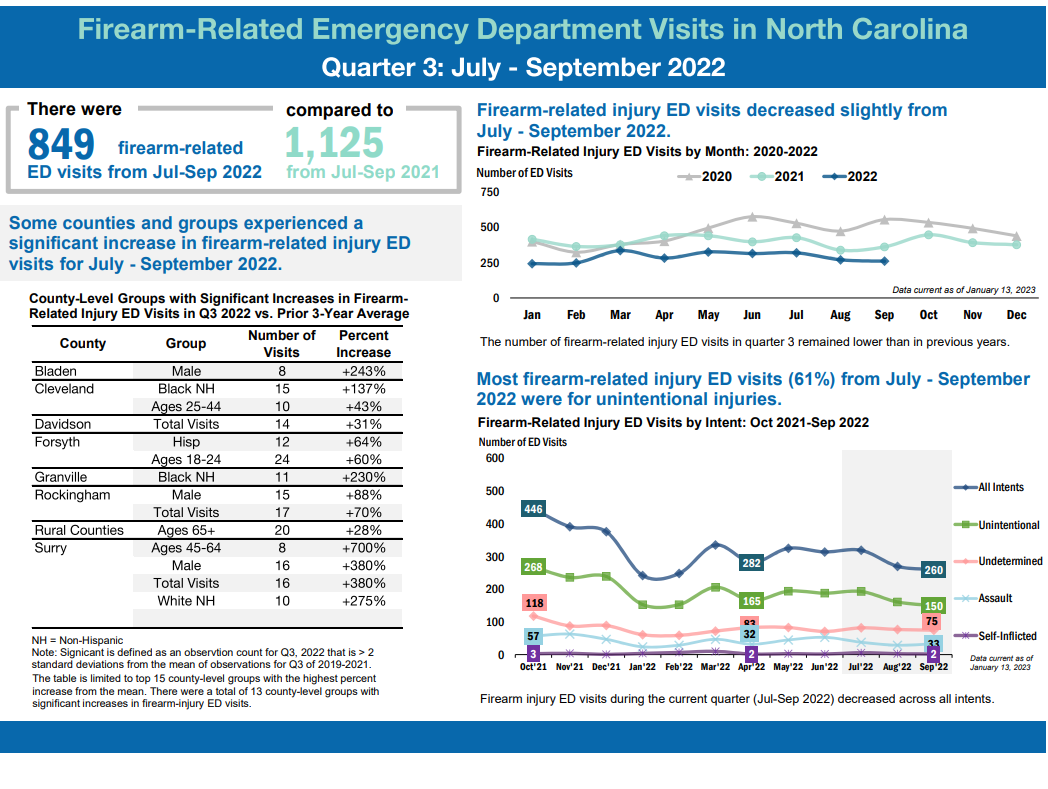 Firearm-Related Emergency Department Visits in North Carolina
Quarter 3: July - September 2022
There were
849 firearm-related
ED visits from Jul-Sep 2022
compared to
1,125
from Jul-Sep 2021
Some counties and groups experienced a
significant increase in firearm-related injury ED
visits for July - September 2022.
County-Level Groups with Significant Increases in Firearm-
Related Injury ED Visits in Q3 2022 vs. Prior 3-Year Average
County Group Number of Visits Percent Increase
Bladen Male 8 +243%
Cleveland Black NH 15 +137%
Ages 25-44 10 +43%
Davidson Total Visits 14 +31%
Forsyth Hisp 12 +64%
Ages 18-24 24 +60%
Granville Black NH 11 +230%
Rockingham Male 15 +88%
Total Visits 17 +70%
Rural Counties Ages 65+ 20 +28%
Surry Ages 45-64 8 +700%
Male 16 +380%
Total Visits 16 +380%
White NH 10 +275%
NH = Non-Hispanic
Note: Signicant is defined as an observtion count for Q3, 2022 that is > 2
standard deviations from the mean of observations for Q3 of 2019-2021.
The table is limited to top 15 county-level groups with the highest percent
increase from the mean. There were a total of 13 county-level groups with
significant increases in firearm-injury ED visits.
Firearm-related injury ED visits decreased slightly from
July - September 2022.
Firearm-Related Injury ED Visits by Month: 2020-2022
Number of ED Visits
2020 2021 2022
750
500
250
0
Data current as of January 13, 2023
Jan Feb Mar Apr May Jun Jul Aug Sep Oct Nov Dec
The number of firearm-related injury ED visits in quarter 3 remained lower than in previous years.
Most firearm-related injury ED visits (61%) from July - September
2022 were for unintentional injuries.
Firearm-Related Injury ED Visits by Intent: Oct 2021-Sep 2022
Number of ED Visits
600
500
400
300
200
100
0
446 282 260
268 165 150
118 83 75
57 32 33
3 2 2
All Intents
Unintentional
Undetermined
Assault
Self-Inflicted
Oct'21 Nov'21 Dec'21 Jan'22 Feb'22 Mar'22 Apr'22 May'22 Jun'22 Jul'22 Aug'22 Sep'22
Data current as of
January 13, 2023
Firearm injury ED visits during the current quarter (Jul-Sep 2022) decreased across all intents.